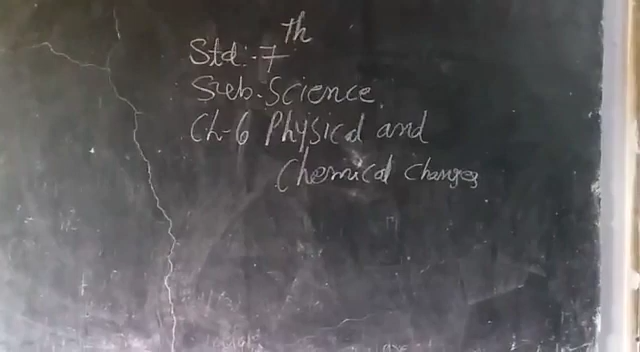 Std:- 7th
Sub. Science
Ch-6 Physical and
Chemical Changes